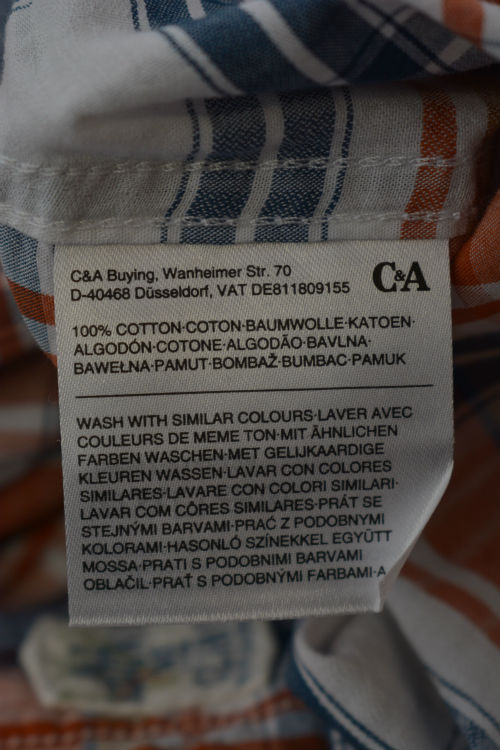 C&A Buying, Wanheimer Str. 70
D-40468 Düsseldorf, VAT DE811809155
C&A
100% COTTON·COTON·BAUMWOLLE·KATOEN·
ALGODÓN·COTONE·ALGODÃO·BAVLNA·
BAWEŁNA·PAMUT·BOMBAŽ·BUMBAC·PAMUK
WASH WITH SIMILAR COLOURS·LAVER AVEC
COULEURS DE MEME TON·MIT ÄHNLICHEN
FARBEN WASCHEN·MET GELIJKAARDIGE
KLEUREN WASSEN·LAVAR CON COLORES
SIMILARES·LAVARE CON COLORI SIMILARI·
LAVAR COM CÔRES SIMILARES·PRÁT SE
STEJNÝMI BARVAMI·PRAĆ Z PODOBNYMI
KOLORAMI·HASONLÓ SZÍNEKKEL EGYÜTT
MOSSA·PRATI S PODOBNIMI BARVAMI
OBLAČIL·PRAŤ S PODOBNÝMI FARBAMI·A